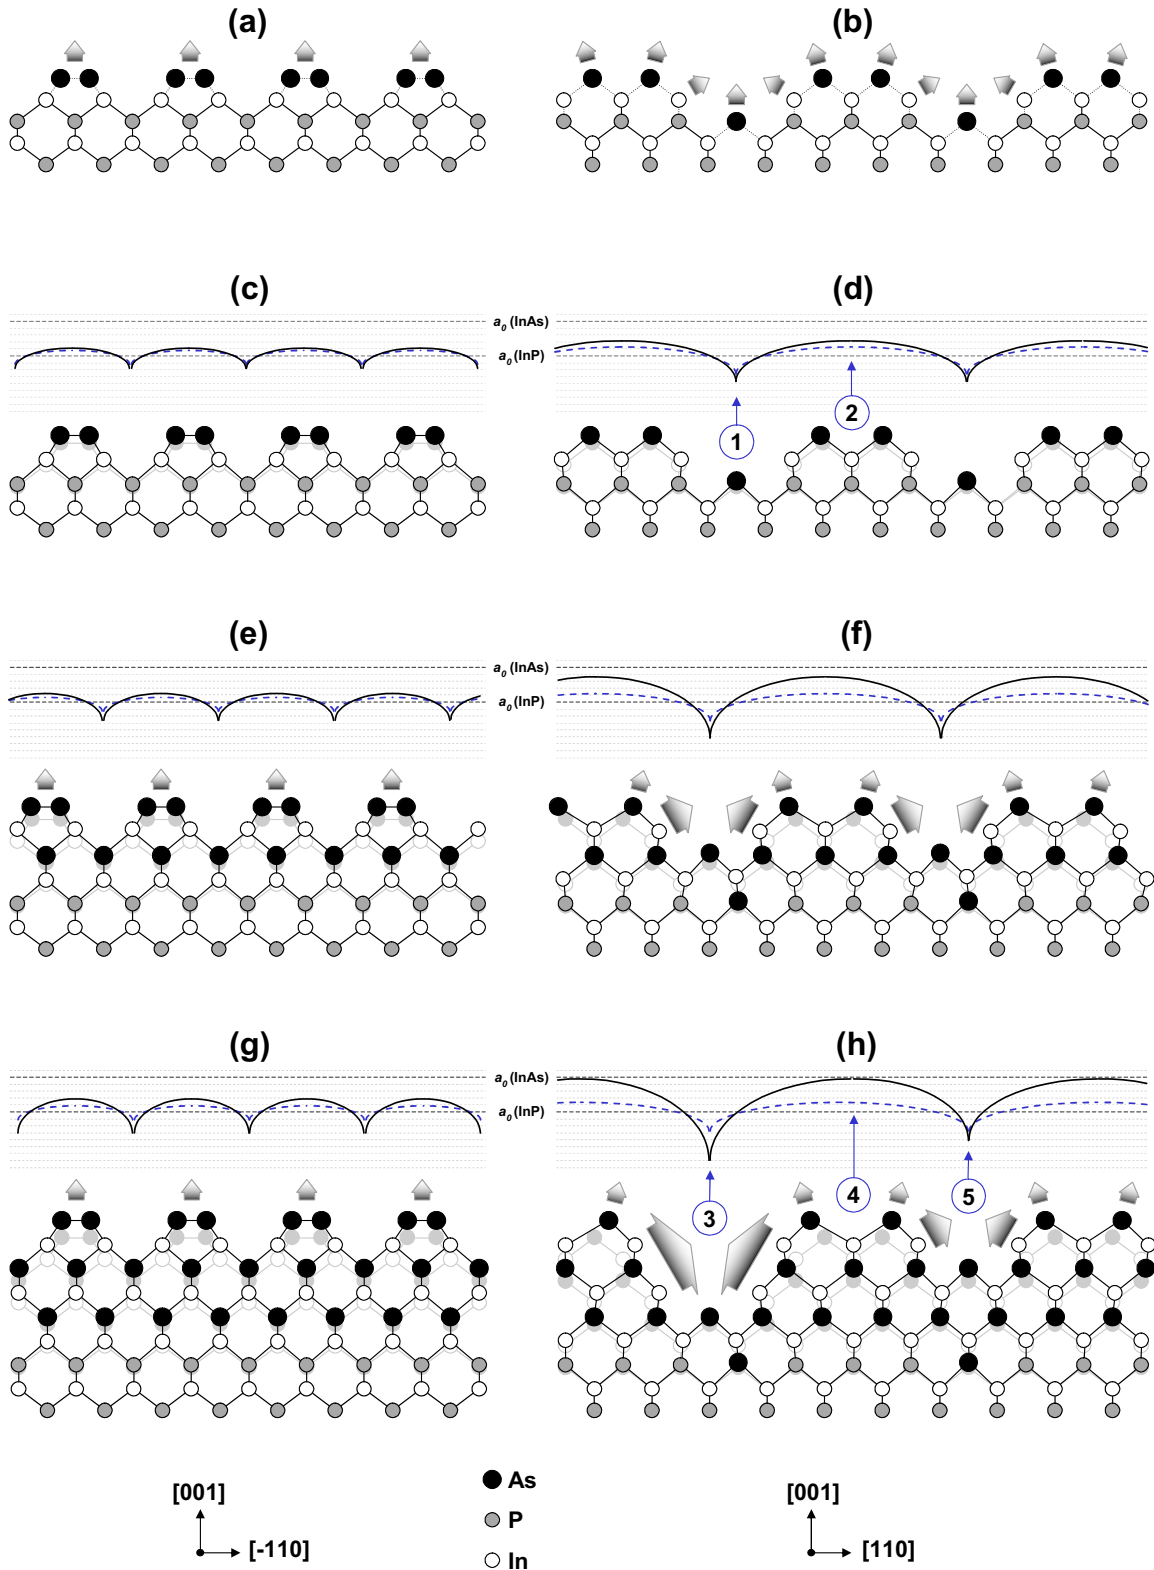 (a)
(b)
(c)
(d)
a₀ (InAs)
a₀ (InP)
1
2
(e)
(f)
a₀ (InAs)
a₀ (InP)
(g)
(h)
a₀ (InAs)
a₀ (InP)
3
4
5
[001]
[-110]
As
P
In
[001]
[110]